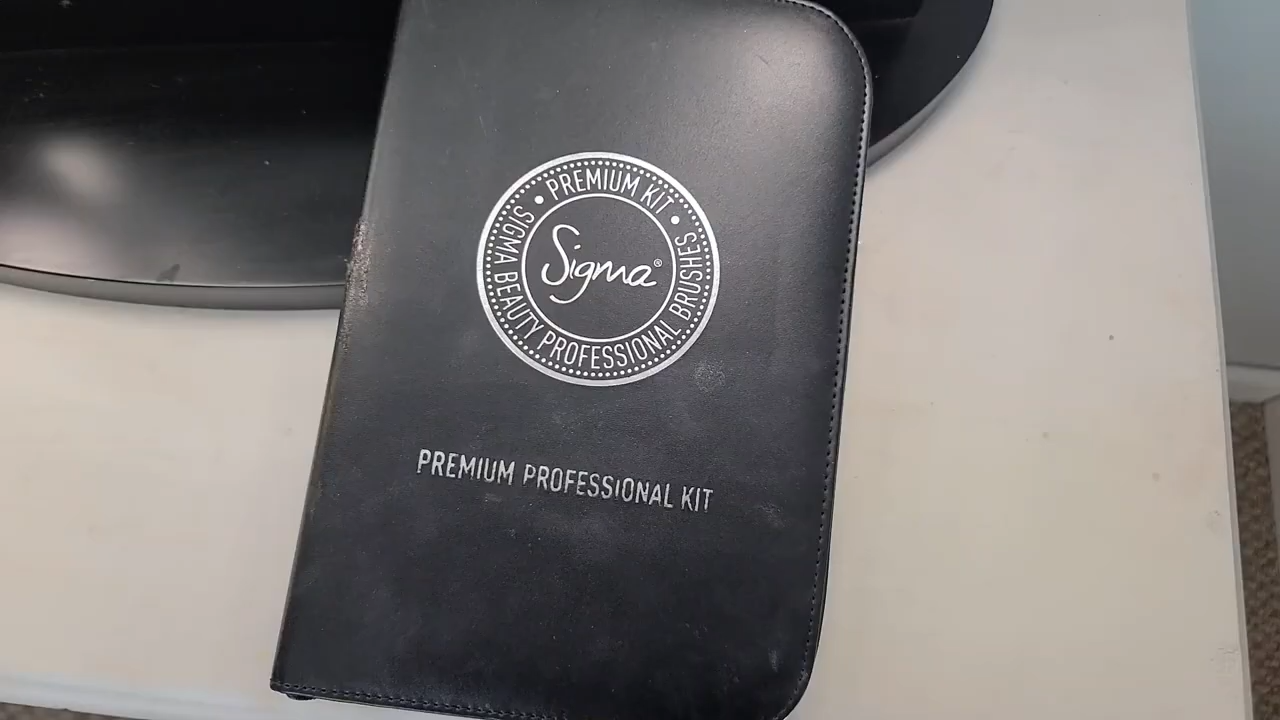 • PREMIUM KIT •
Sigma®
SIGMA BEAUTY PROFESSIONAL BRUSHES
PREMIUM PROFESSIONAL KIT